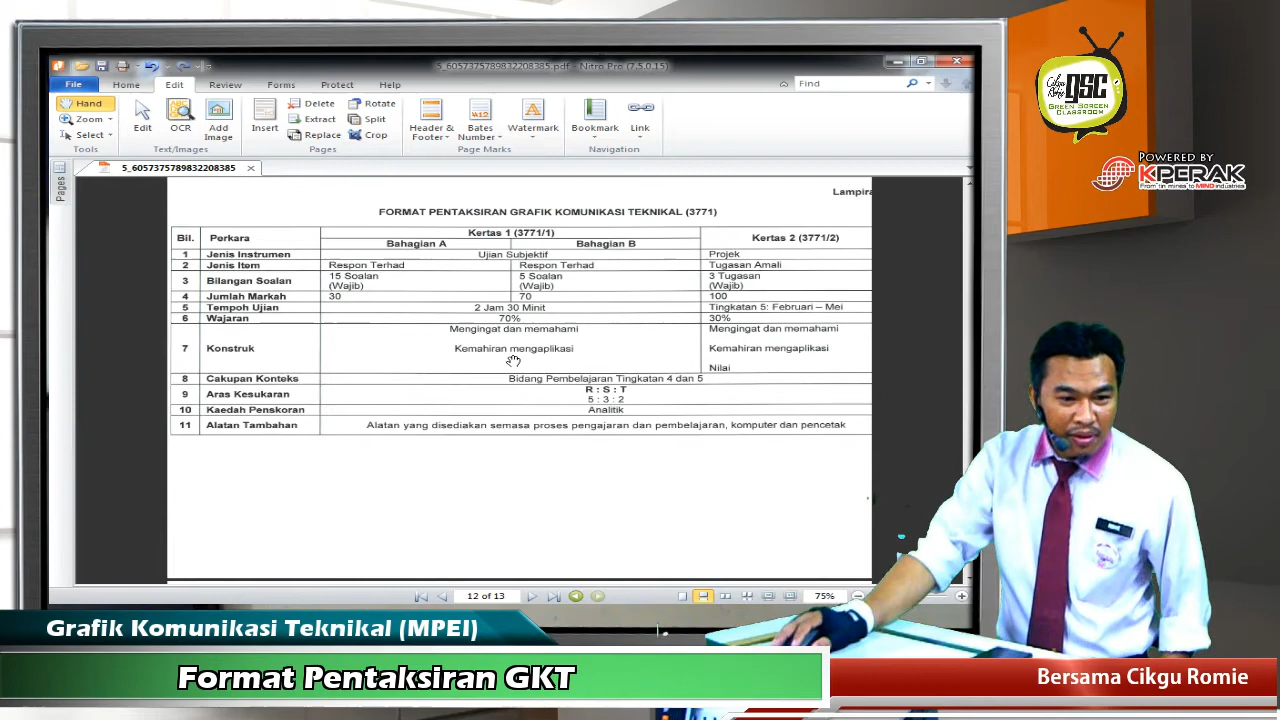 5_6057375789832208385.pdf - Nitro Pro (7.5.0.15)
File Home Edit Review Forms Protect Help Find
Hand
Zoom
Select
Tools
Edit
OCR
Add Image
Text/Images
Insert
Delete
Extract
Replace
Rotate
Split
Crop
Pages
Header & Footer
Bates Number
Watermark
Page Marks
Bookmark
Link
Navigation
5_6057375789832208385
Pages
FORMAT PENTAKSIRAN GRAFIK KOMUNIKASI TEKNIKAL (3771)
Bil. Perkara Kertas 1 (3771/1) Kertas 2 (3771/2)
Bahagian A Bahagian B
1 Jenis Instrumen Ujian Subjektif Projek
2 Jenis Item Respon Terhad Respon Terhad Tugasan Amali
3 Bilangan Soalan 15 Soalan (Wajib) 5 Soalan (Wajib) 3 Tugasan (Wajib)
4 Jumlah Markah 30 70 100
5 Tempoh Ujian 2 Jam 30 Minit Tingkatan 5: Februari – Mei
6 Wajaran 70% 30%
7 Konstruk Mengingat dan memahami Mengingat dan memahami
Kemahiran mengaplikasi Kemahiran mengaplikasi
Nilai
8 Cakupan Konteks Bidang Pembelajaran Tingkatan 4 dan 5
9 Aras Kesukaran R : S : T
5 : 3 : 2
10 Kaedah Penskoran Analitik
11 Alatan Tambahan Alatan yang disediakan semasa proses pengajaran dan pembelajaran, komputer dan pencetak
12 of 13
75%
GSC
GREEN SCREEN
CLASSROOM
POWERED BY
KPERAK
From tin mines to MIND industries
Grafik Komunikasi Teknikal (MPEI)
Format Pentaksiran GKT
Bersama Cikgu Romie